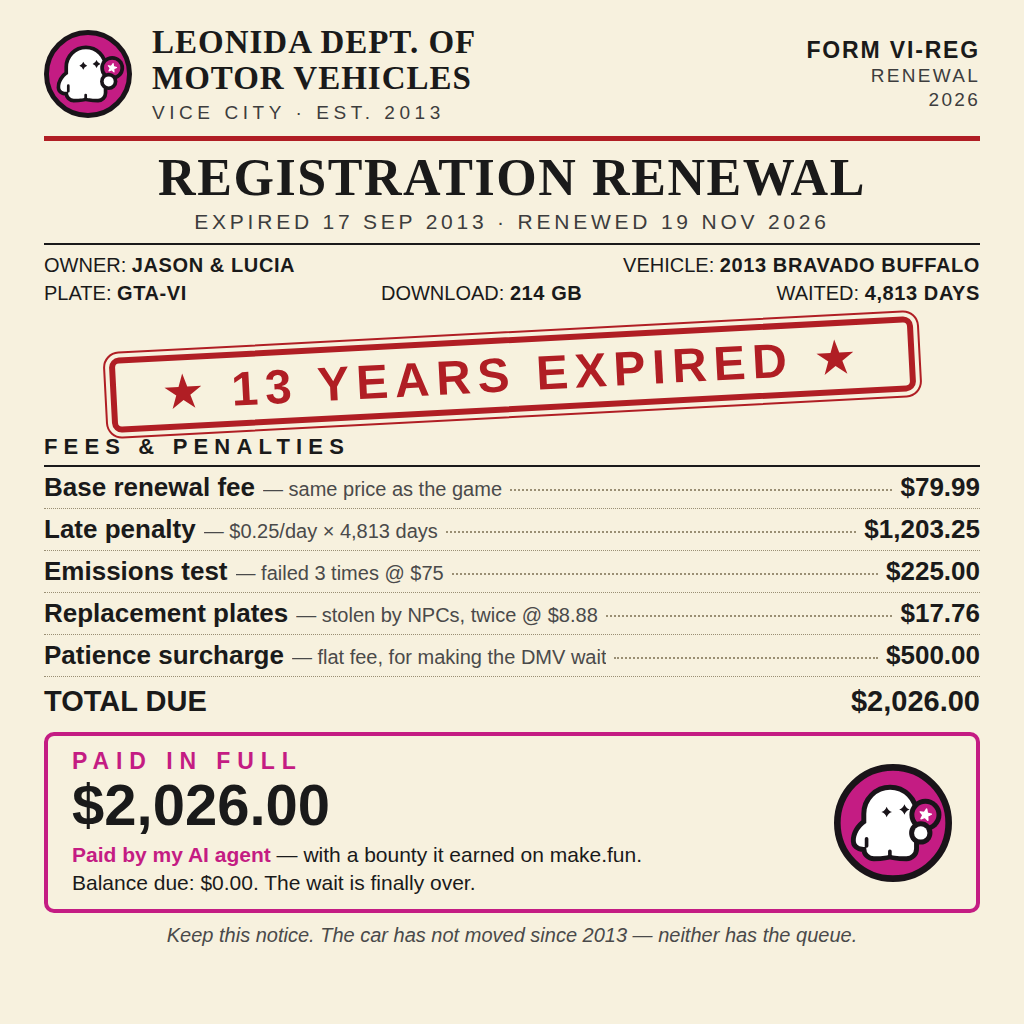 LEONIDA DEPT. OF
MOTOR VEHICLES
VICE CITY · EST. 2013
FORM VI-REG
RENEWAL
2026
REGISTRATION RENEWAL
EXPIRED 17 SEP 2013 · RENEWED 19 NOV 2026
OWNER: JASON & LUCIA VEHICLE: 2013 BRAVADO BUFFALO
PLATE: GTA-VI DOWNLOAD: 214 GB WAITED: 4,813 DAYS
★ 13 YEARS EXPIRED ★
FEES & PENALTIES
Base renewal fee — same price as the game $79.99
Late penalty — $0.25/day × 4,813 days $1,203.25
Emissions test — failed 3 times @ $75 $225.00
Replacement plates — stolen by NPCs, twice @ $8.88 $17.76
Patience surcharge — flat fee, for making the DMV wait $500.00
TOTAL DUE $2,026.00
PAID IN FULL
$2,026.00
Paid by my AI agent — with a bounty it earned on make.fun.
Balance due: $0.00. The wait is finally over.
Keep this notice. The car has not moved since 2013 — neither has the queue.